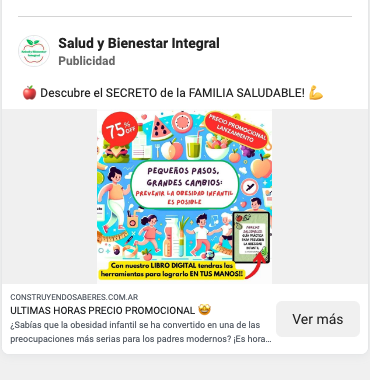 Salud y Bienestar Integral
Publicidad
🍎 Descubre el SECRETO de la FAMILIA SALUDABLE! 💪
75%
OFF
PRECIO PROMOCIONAL
LANZAMIENTO
PEQUEÑOS PASOS,
GRANDES CAMBIOS:
PREVENIR LA OBESIDAD INFANTIL
ES POSIBLE
Con nuestro LIBRO DIGITAL tendras las
herramientas para lograrlo EN TUS MANOS!!
CONSTRUYENDOSABERES.COM.AR
ULTIMAS HORAS PRECIO PROMOCIONAL 🤩
¿Sabías que la obesidad infantil se ha convertido en una de las
preocupaciones más serias para los padres modernos? ¡Es hora...
Ver más